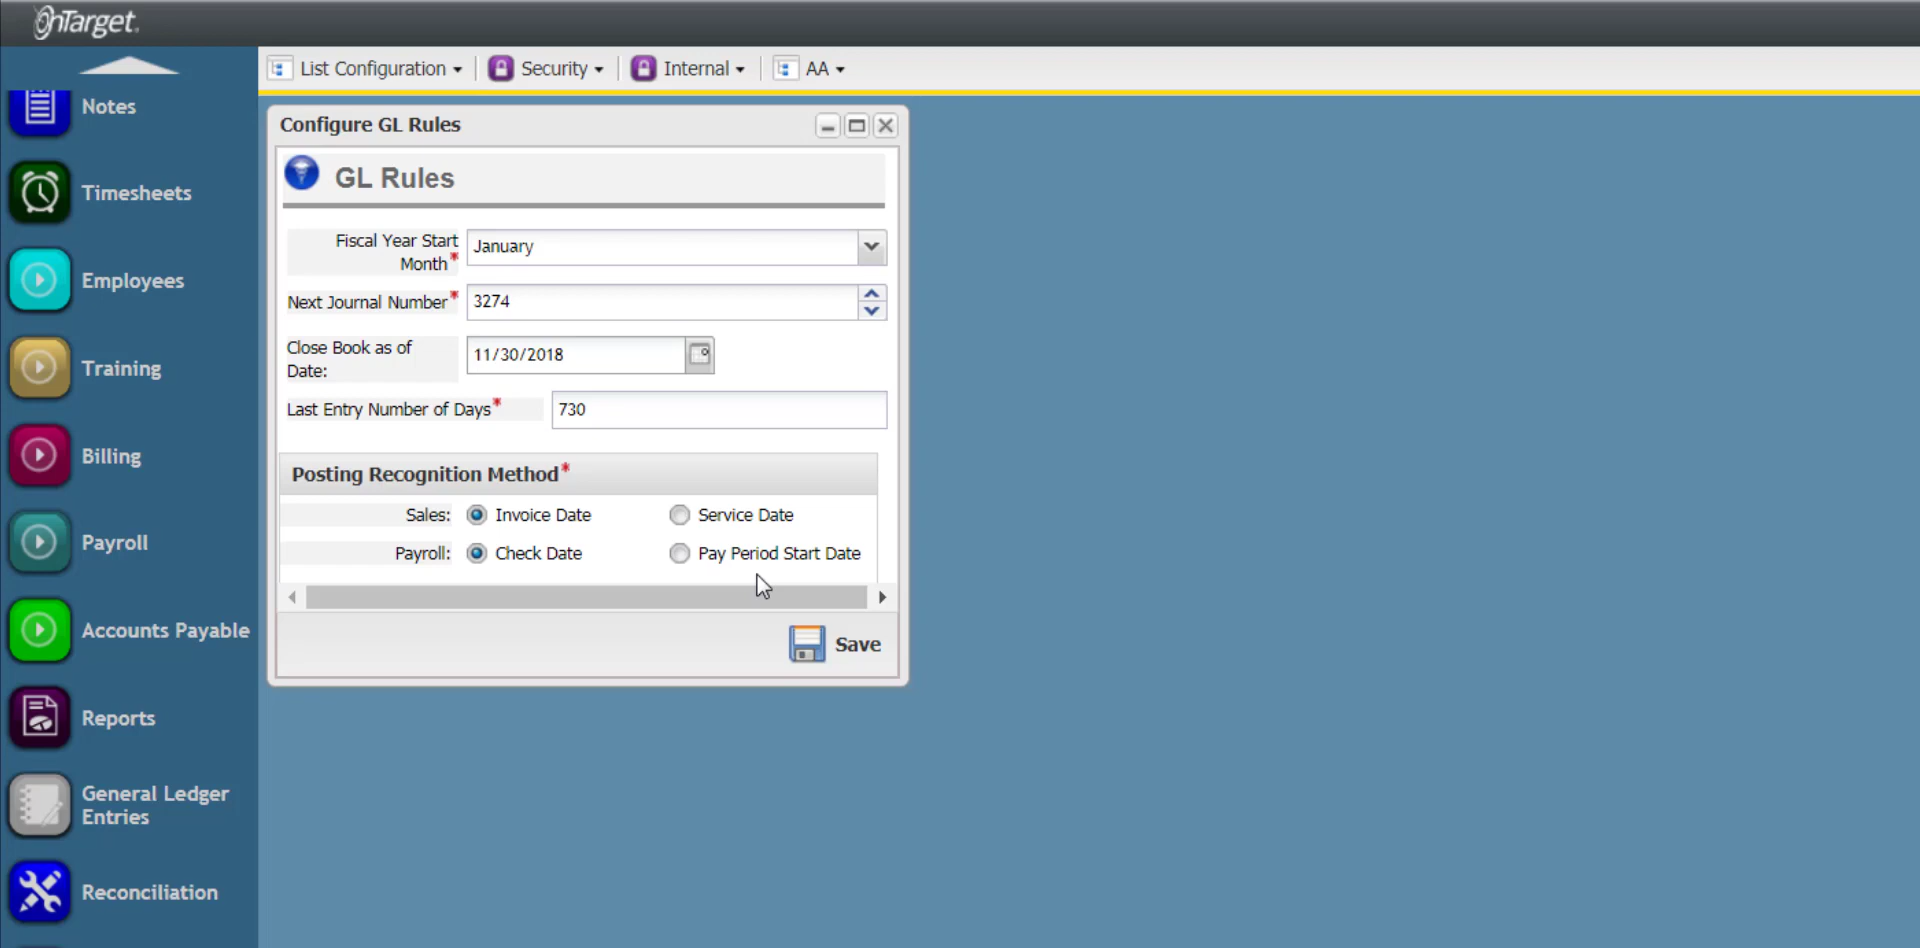 OnTarget.
List Configuration
Security
Internal
AA
Notes
Timesheets
Employees
Training
Billing
Payroll
Accounts Payable
Reports
General Ledger
Entries
Reconciliation
Configure GL Rules
GL Rules
Fiscal Year Start
Month*
January
Next Journal Number*
3274
Close Book as of
Date:
11/30/2018
Last Entry Number of Days*
730
Posting Recognition Method*
Sales: Invoice Date Service Date
Payroll: Check Date Pay Period Start Date
Save